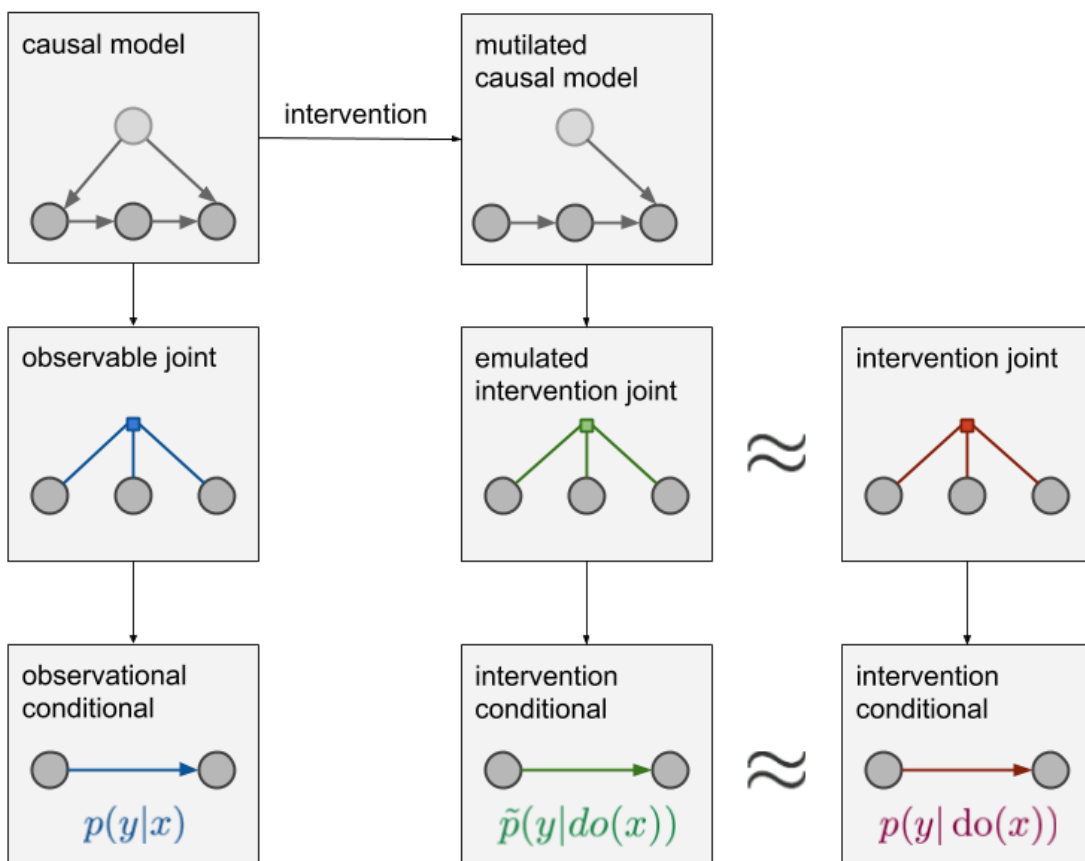 causal model
intervention
mutilated
causal model
observable joint
emulated
intervention joint
≈
intervention joint
observational
conditional
p(y|x)
intervention
conditional
p̃(y|do(x))
≈
intervention
conditional
p(y| do(x))